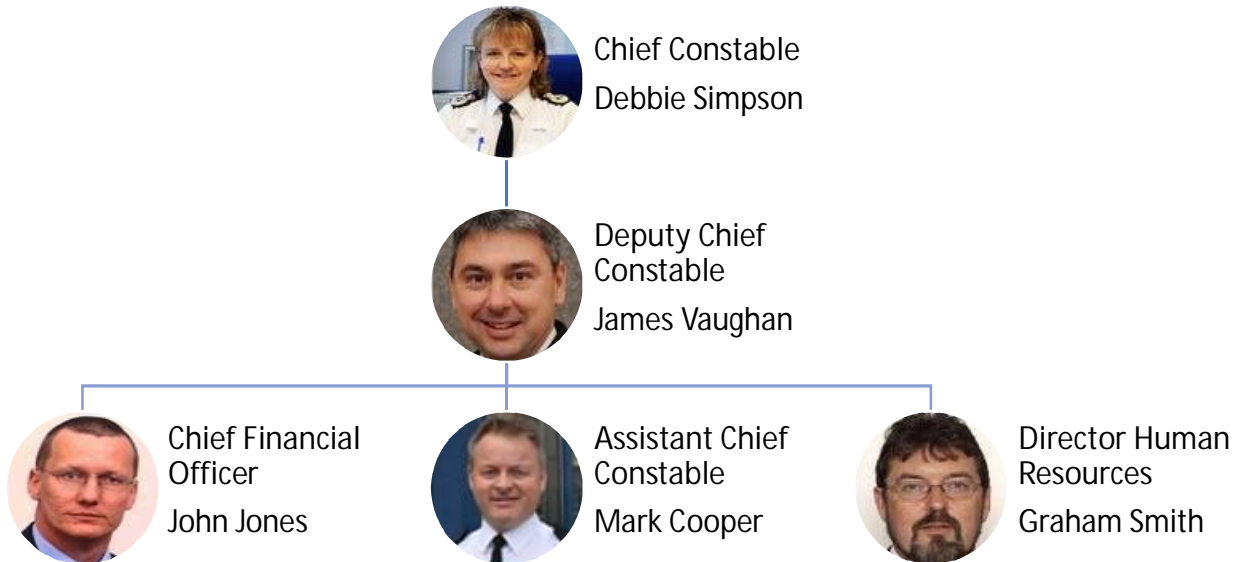 Chief Constable
Debbie Simpson
Deputy Chief
Constable
James Vaughan
Chief Financial
Officer
John Jones
Assistant Chief
Constable
Mark Cooper
Director Human
Resources
Graham Smith